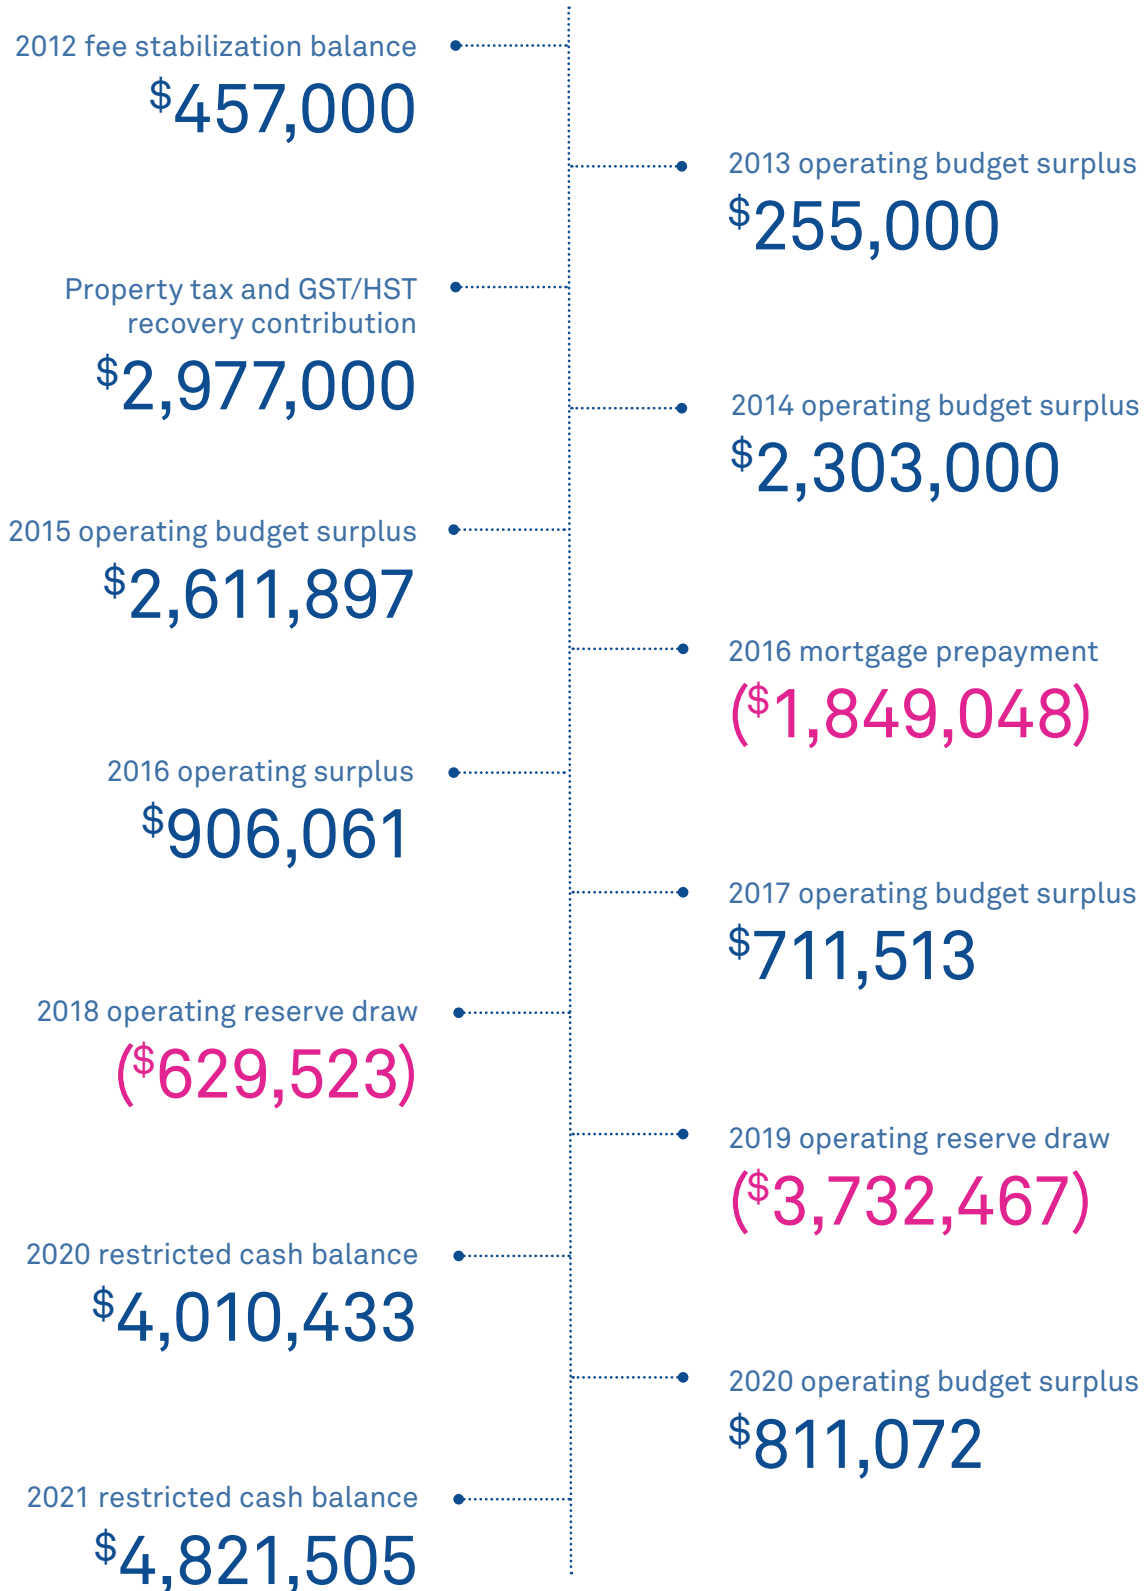 2012 fee stabilization balance
$457,000
2013 operating budget surplus
$255,000
Property tax and GST/HST
recovery contribution
$2,977,000
2014 operating budget surplus
$2,303,000
2015 operating budget surplus
$2,611,897
2016 mortgage prepayment
($1,849,048)
2016 operating surplus
$906,061
2017 operating budget surplus
$711,513
2018 operating reserve draw
($629,523)
2019 operating reserve draw
($3,732,467)
2020 restricted cash balance
$4,010,433
2020 operating budget surplus
$811,072
2021 restricted cash balance
$4,821,505